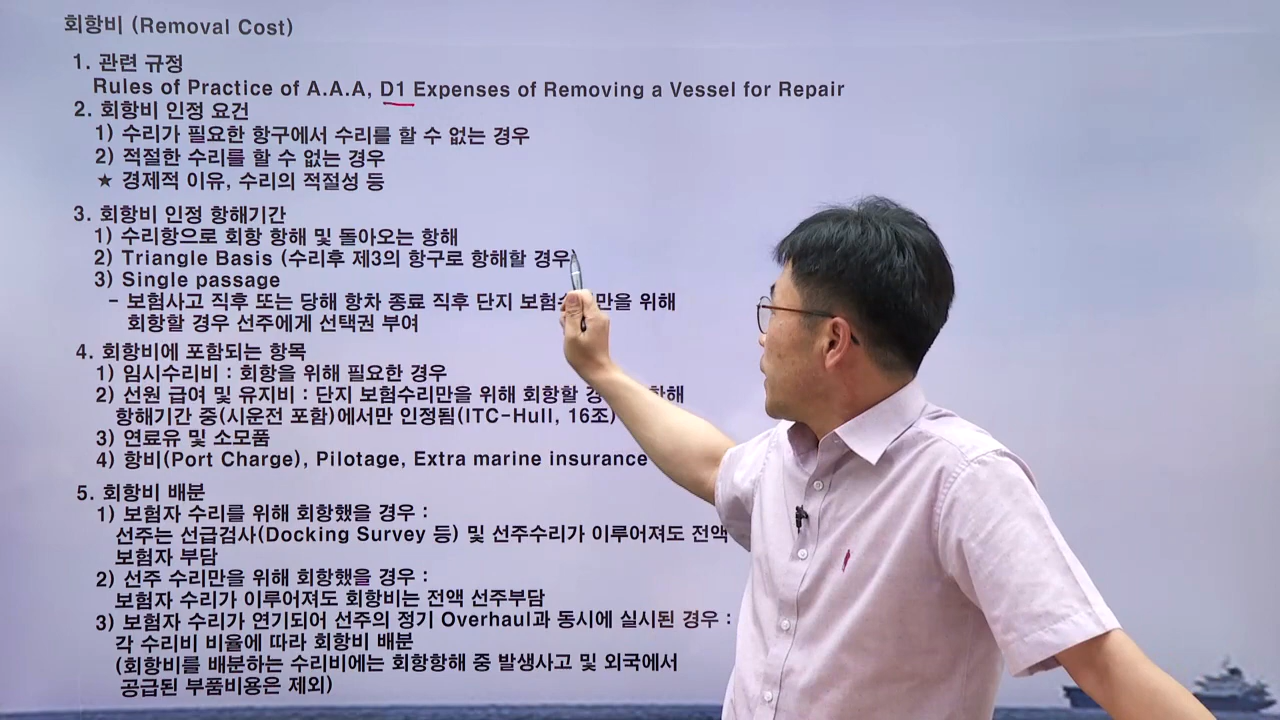 회항비 (Removal Cost)
1. 관련 규정
Rules of Practice of A.A.A, D1 Expenses of Removing a Vessel for Repair
2. 회항비 인정 요건
1) 수리가 필요한 항구에서 수리를 할 수 없는 경우
2) 적절한 수리를 할 수 없는 경우
★ 경제적 이유, 수리의 적절성 등
3. 회항비 인정 항해기간
1) 수리항으로 회항 항해 및 돌아오는 항해
2) Triangle Basis (수리후 제3의 항구로 항해할 경우)
3) Single passage
- 보험사고 직후 또는 당해 항차 종료 직후 단지 만을 위해
회항할 경우 선주에게 선택권 부여
4. 회항비에 포함되는 항목
1) 임시수리비 : 회항을 위해 필요한 경우
2) 선원 급여 및 유지비 : 단지 보험수리만을 위해 회항할
항해기간 중(시운전 포함)에서만 인정됨(ITC-Hull, 16조)
3) 연료유 및 소모품
4) 항비(Port Charge), Pilotage, Extra marine insurance
5. 회항비 배분
1) 보험자 수리를 위해 회항했을 경우 :
선주는 선급검사(Docking Survey 등) 및 선주수리가 이루어져도 전액
보험자 부담
2) 선주 수리만을 위해 회항했을 경우 :
보험자 수리가 이루어져도 회항비는 전액 선주부담
3) 보험자 수리가 연기되어 선주의 정기 Overhaul과 동시에 실시된 경우 :
각 수리비 비율에 따라 회항비 배분
(회항비를 배분하는 수리비에는 회항항해 중 발생사고 및 외국에서
공급된 부품비용은 제외)